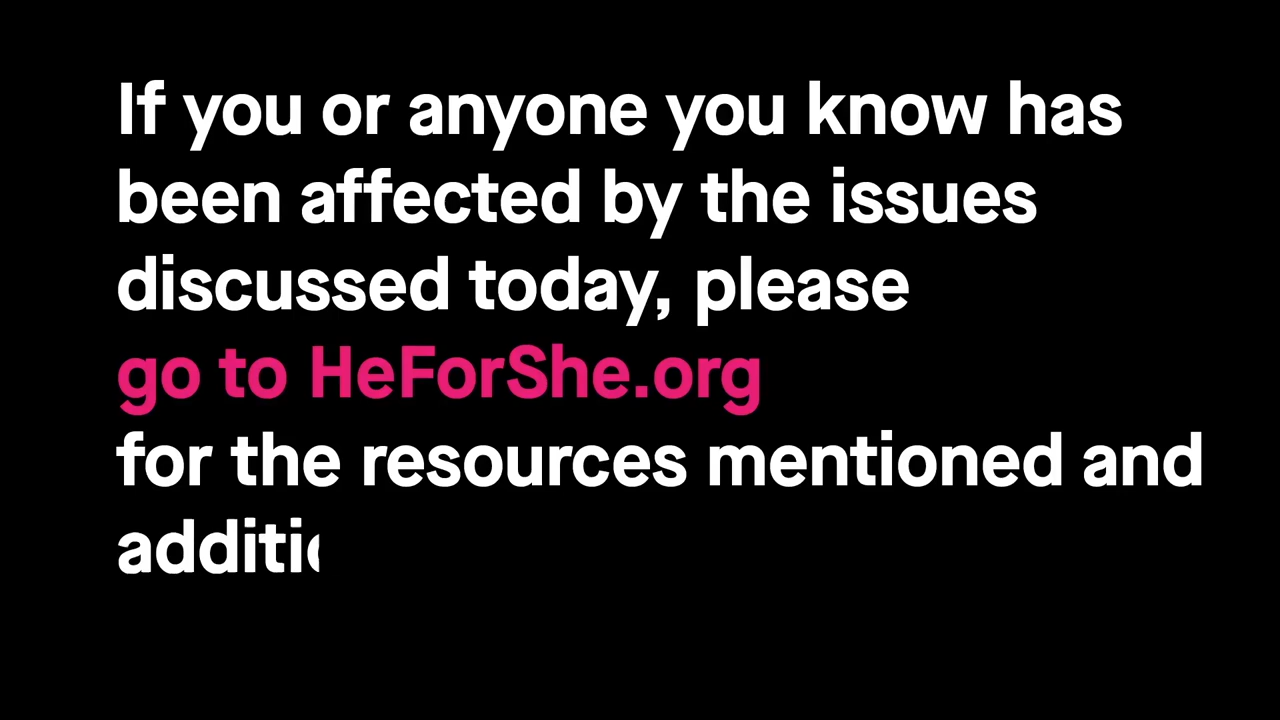 If you or anyone you know has
been affected by the issues
discussed today, please
go to HeForShe.org
for the resources mentioned and